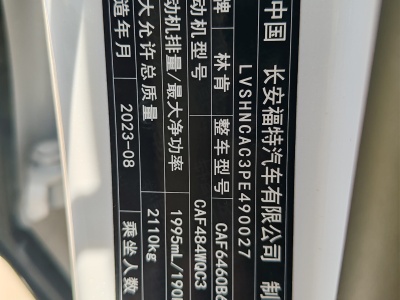 中国 长安福特汽车有限公司 制
LVSHNCAC3PE490027
牌 林肯 整车型号 CAF6460B6
动机型号 CAF484WQC3
动机排量/最大净功率 1995mL/190
大允许总质量 2110kg
造年月 2023-08 乘坐人数